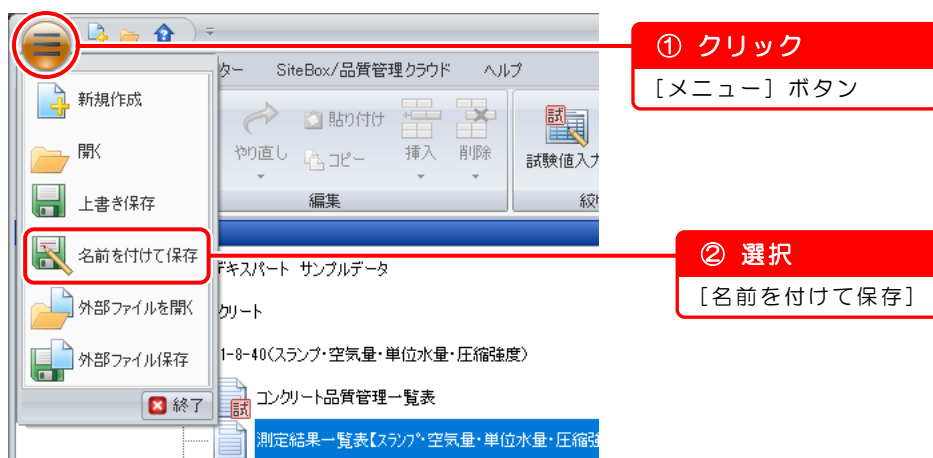 ① クリック
[メニュー] ボタン
ター SiteBox/品質管理クラウド ヘルプ
新規作成
開く
上書き保存
名前を付けて保存
外部ファイルを開く
外部ファイル保存
終了
やり直し
貼り付け
コピー
挿入
削除
編集
試
試験値入力
絞
② 選択
[名前を付けて保存]
デキスパート サンプルデータ
クリート
1-8-40(スランプ・空気量・単位水量・圧縮強度)
試
コンクリート品質管理一覧表
測定結果一覧表【スランプ・空気量・単位水量・圧縮強